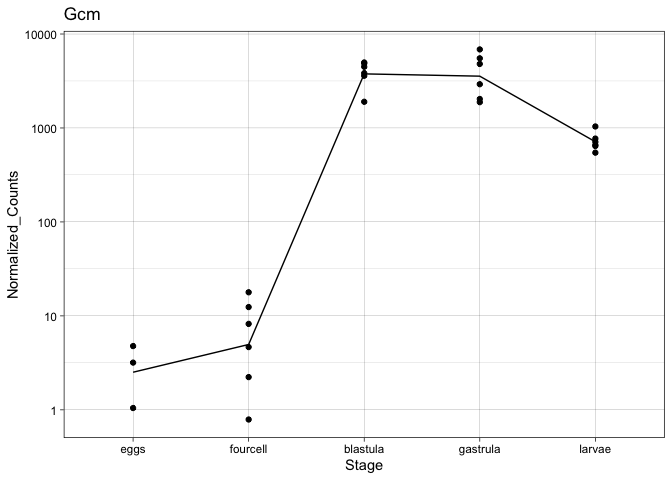 Gcm
10000
1000
100
10
1
Normalized_Counts
eggs fourcell blastula gastrula larvae
Stage